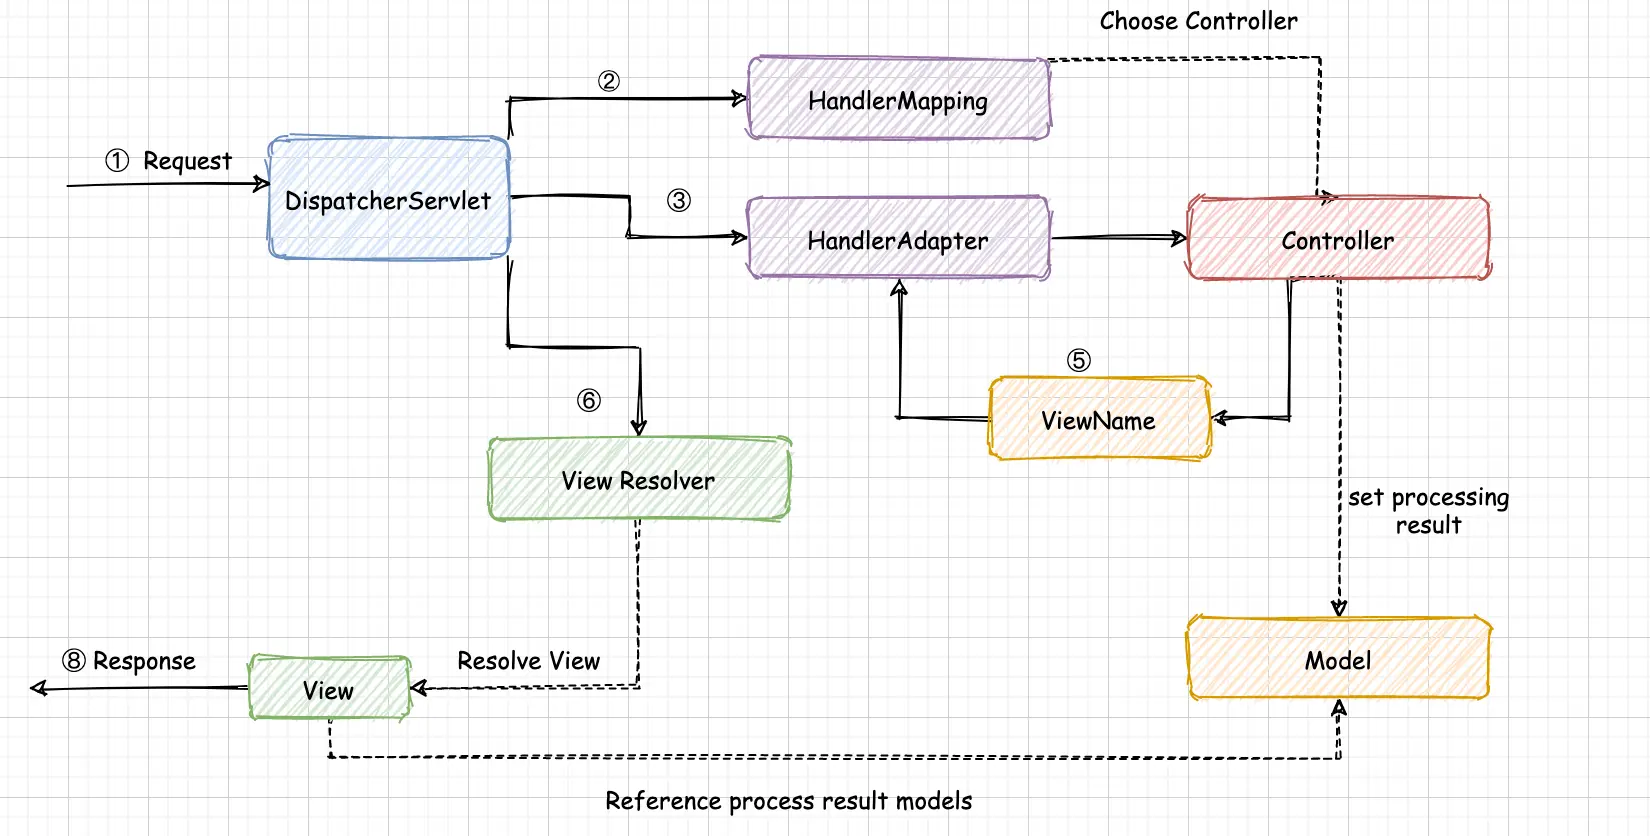 Choose Controller
②
HandlerMapping
① Request
DispatcherServlet
③
HandlerAdapter
Controller
⑤
ViewName
⑥
View Resolver
set processing
result
⑧ Response
View
Resolve View
Model
Reference process result models